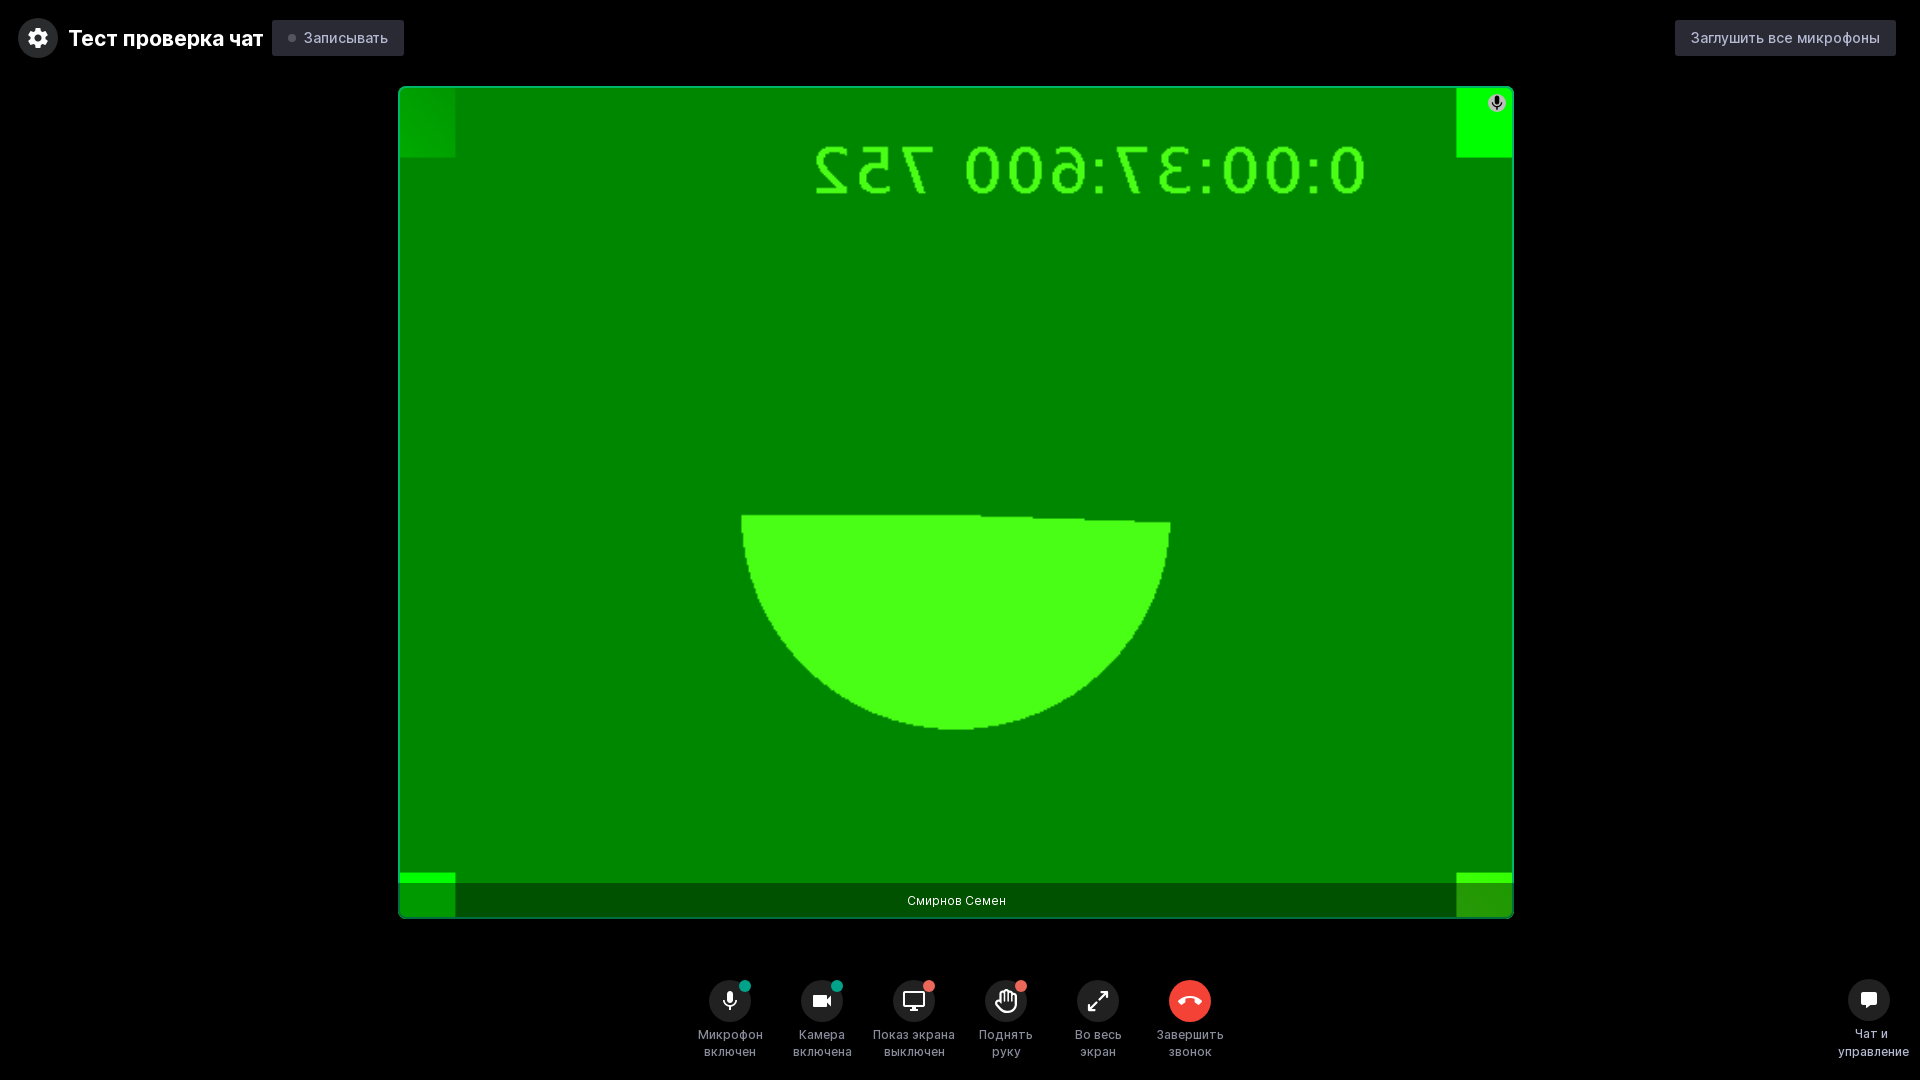 Тест проверка чат
Записывать
Заглушить все микрофоны
0:00:37:600 752
Смирнов Семен
Микрофон
включен
Камера
включена
Показ экрана
выключен
Поднять
руку
Во весь
экран
Завершить
звонок
Чат и
управление